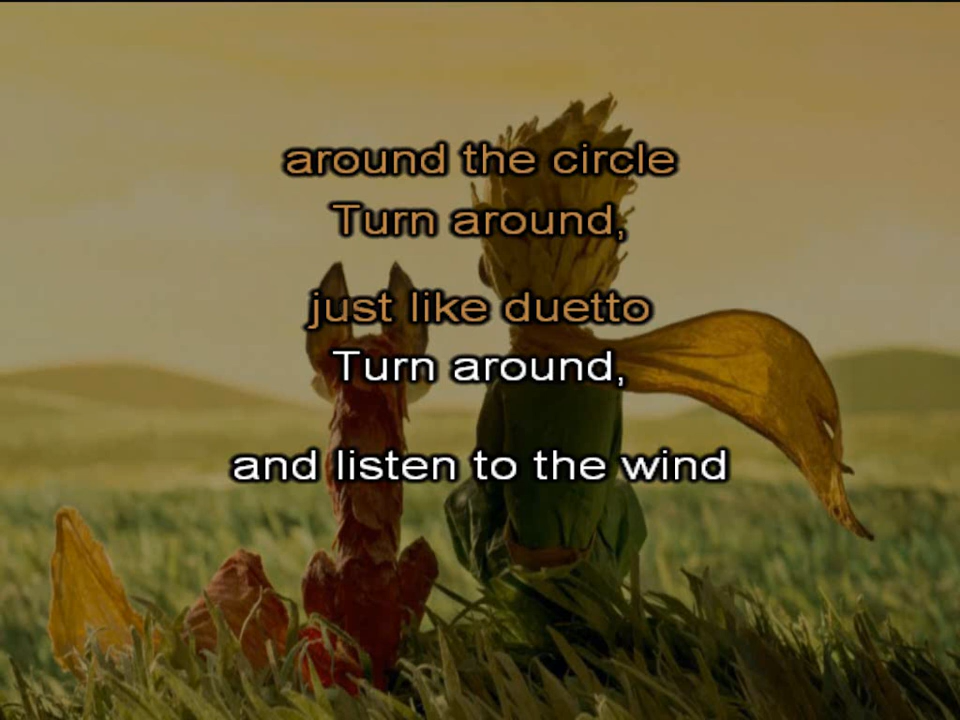 around the circle
Turn around,
just like duetto
Turn around,
and listen to the wind